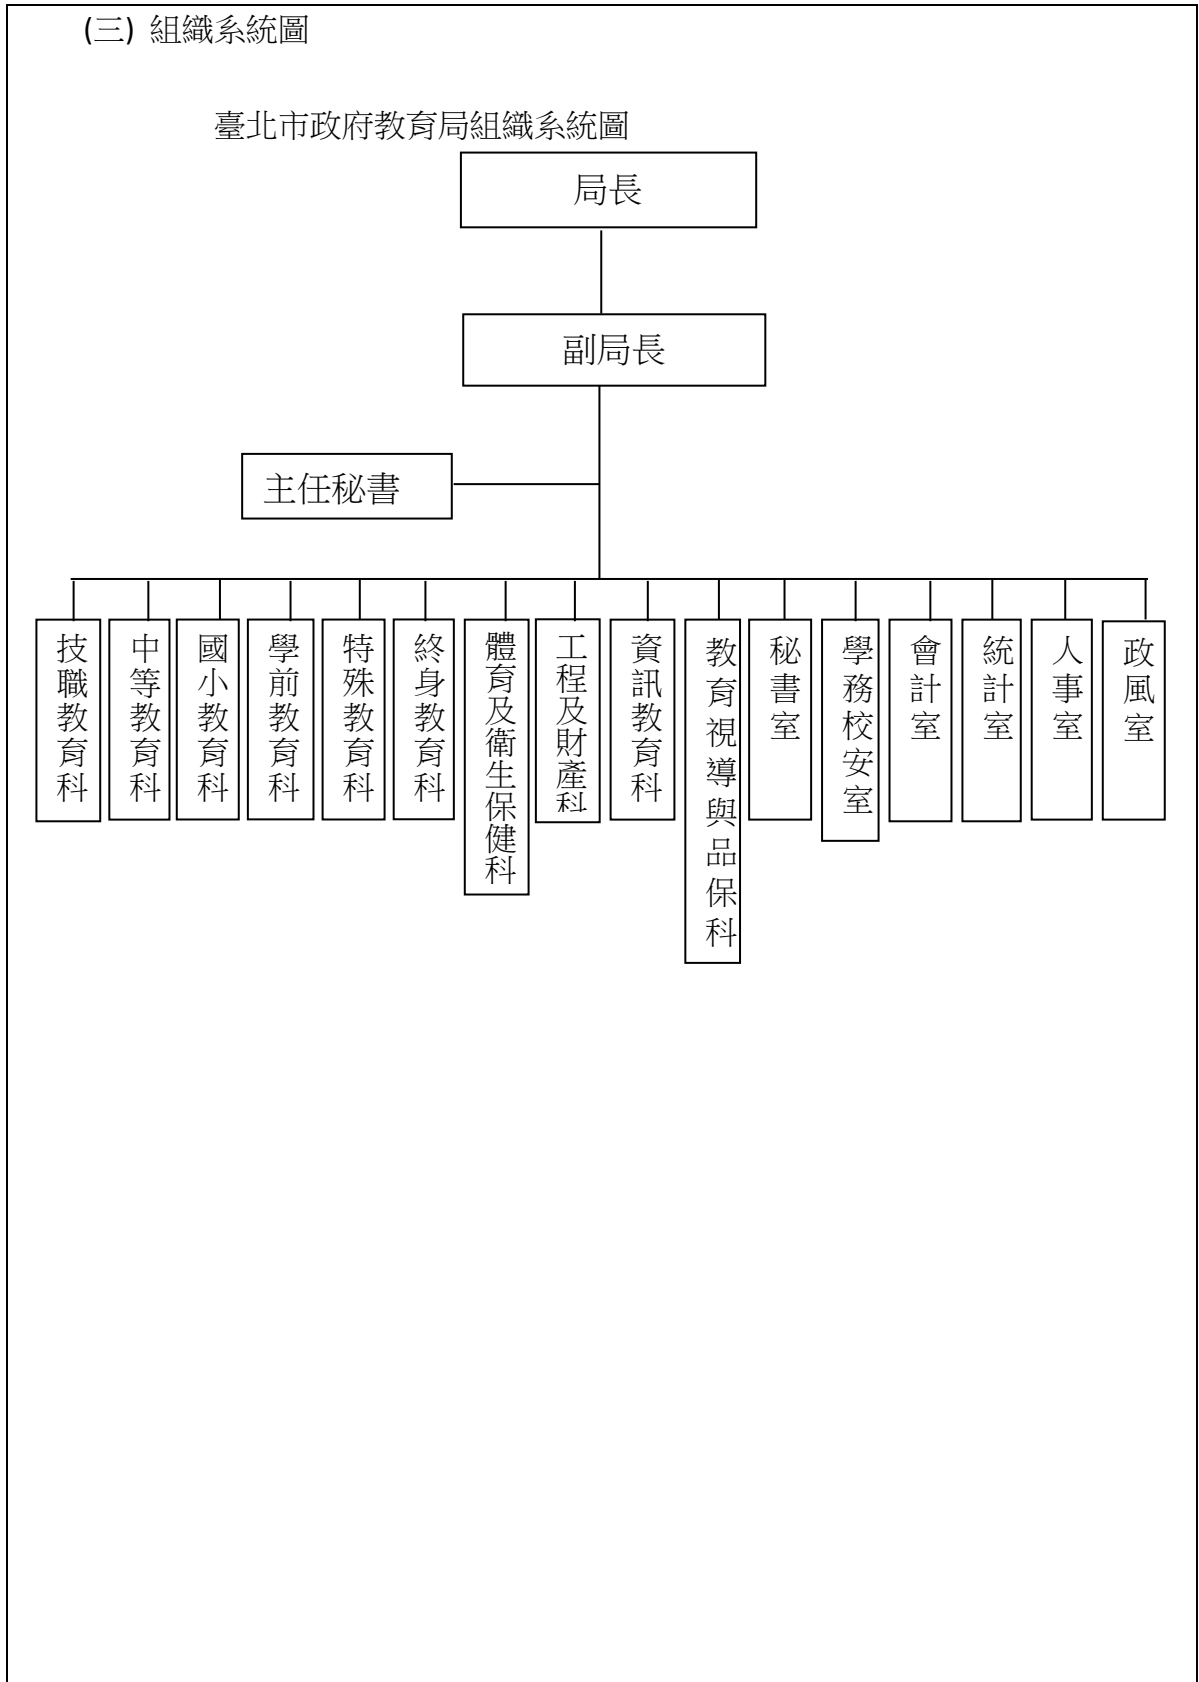 (三) 組織系統圖
臺北市政府教育局組織系統圖
局長
副局長
主任秘書
技職教育科
中等教育科
國小教育科
學前教育科
特殊教育科
終身教育科
體育及衛生保健科
工程及財產科
資訊教育科
教育視導與品保科
秘書室
學務校安室
會計室
統計室
人事室
政風室